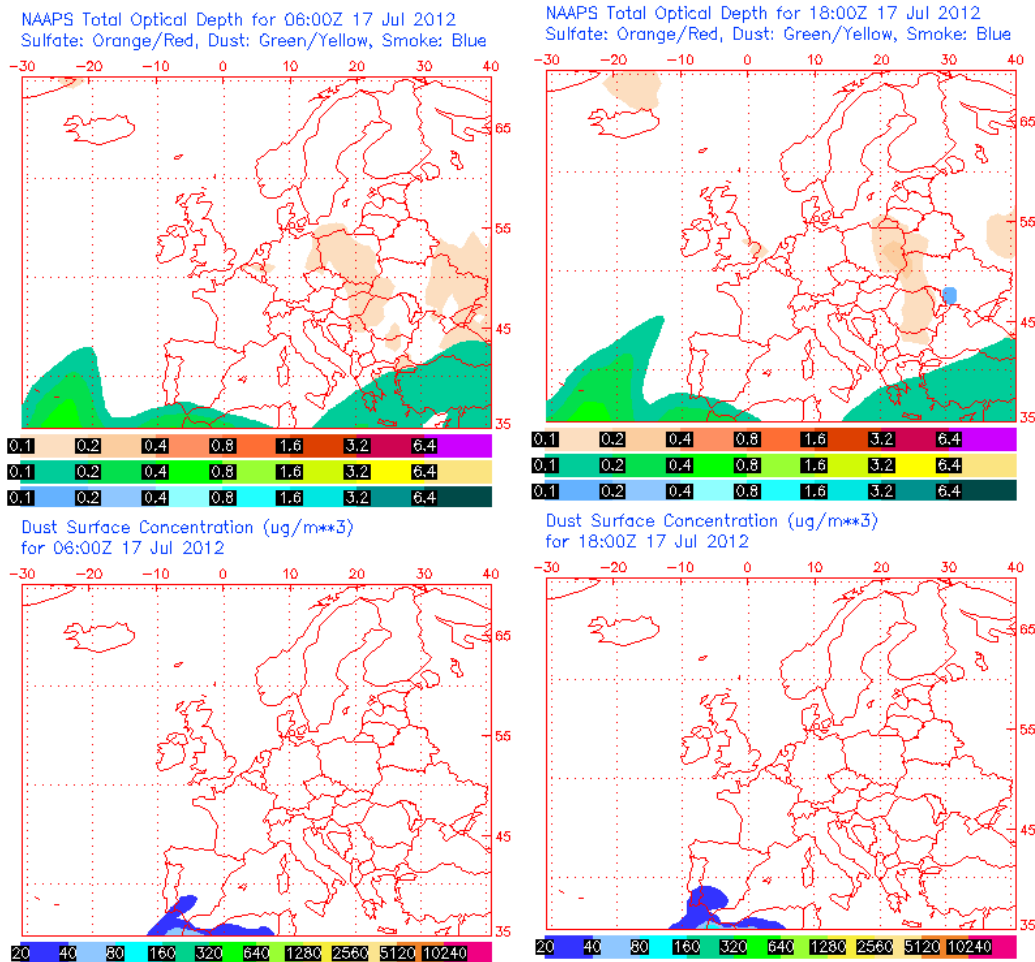 NAAPS Total Optical Depth for 06:00Z 17 Jul 2012
Sulfate: Orange/Red, Dust: Green/Yellow, Smoke: Blue
-30 -20 -10 0 10 20 30 40
65
55
45
35
0.1 0.2 0.4 0.8 1.6 3.2 6.4
0.1 0.2 0.4 0.8 1.6 3.2 6.4
0.1 0.2 0.4 0.8 1.6 3.2 6.4
NAAPS Total Optical Depth for 18:00Z 17 Jul 2012
Sulfate: Orange/Red, Dust: Green/Yellow, Smoke: Blue
-30 -20 -10 0 10 20 30 40
65
55
45
35
0.1 0.2 0.4 0.8 1.6 3.2 6.4
0.1 0.2 0.4 0.8 1.6 3.2 6.4
0.1 0.2 0.4 0.8 1.6 3.2 6.4
Dust Surface Concentration (ug/m**3)
for 06:00Z 17 Jul 2012
-30 -20 -10 0 10 20 30 40
65
55
45
35
20 40 80 160 320 640 1280 2560 5120 10240
Dust Surface Concentration (ug/m**3)
for 18:00Z 17 Jul 2012
-30 -20 -10 0 10 20 30 40
65
55
45
35
20 40 80 160 320 640 1280 2560 5120 10240